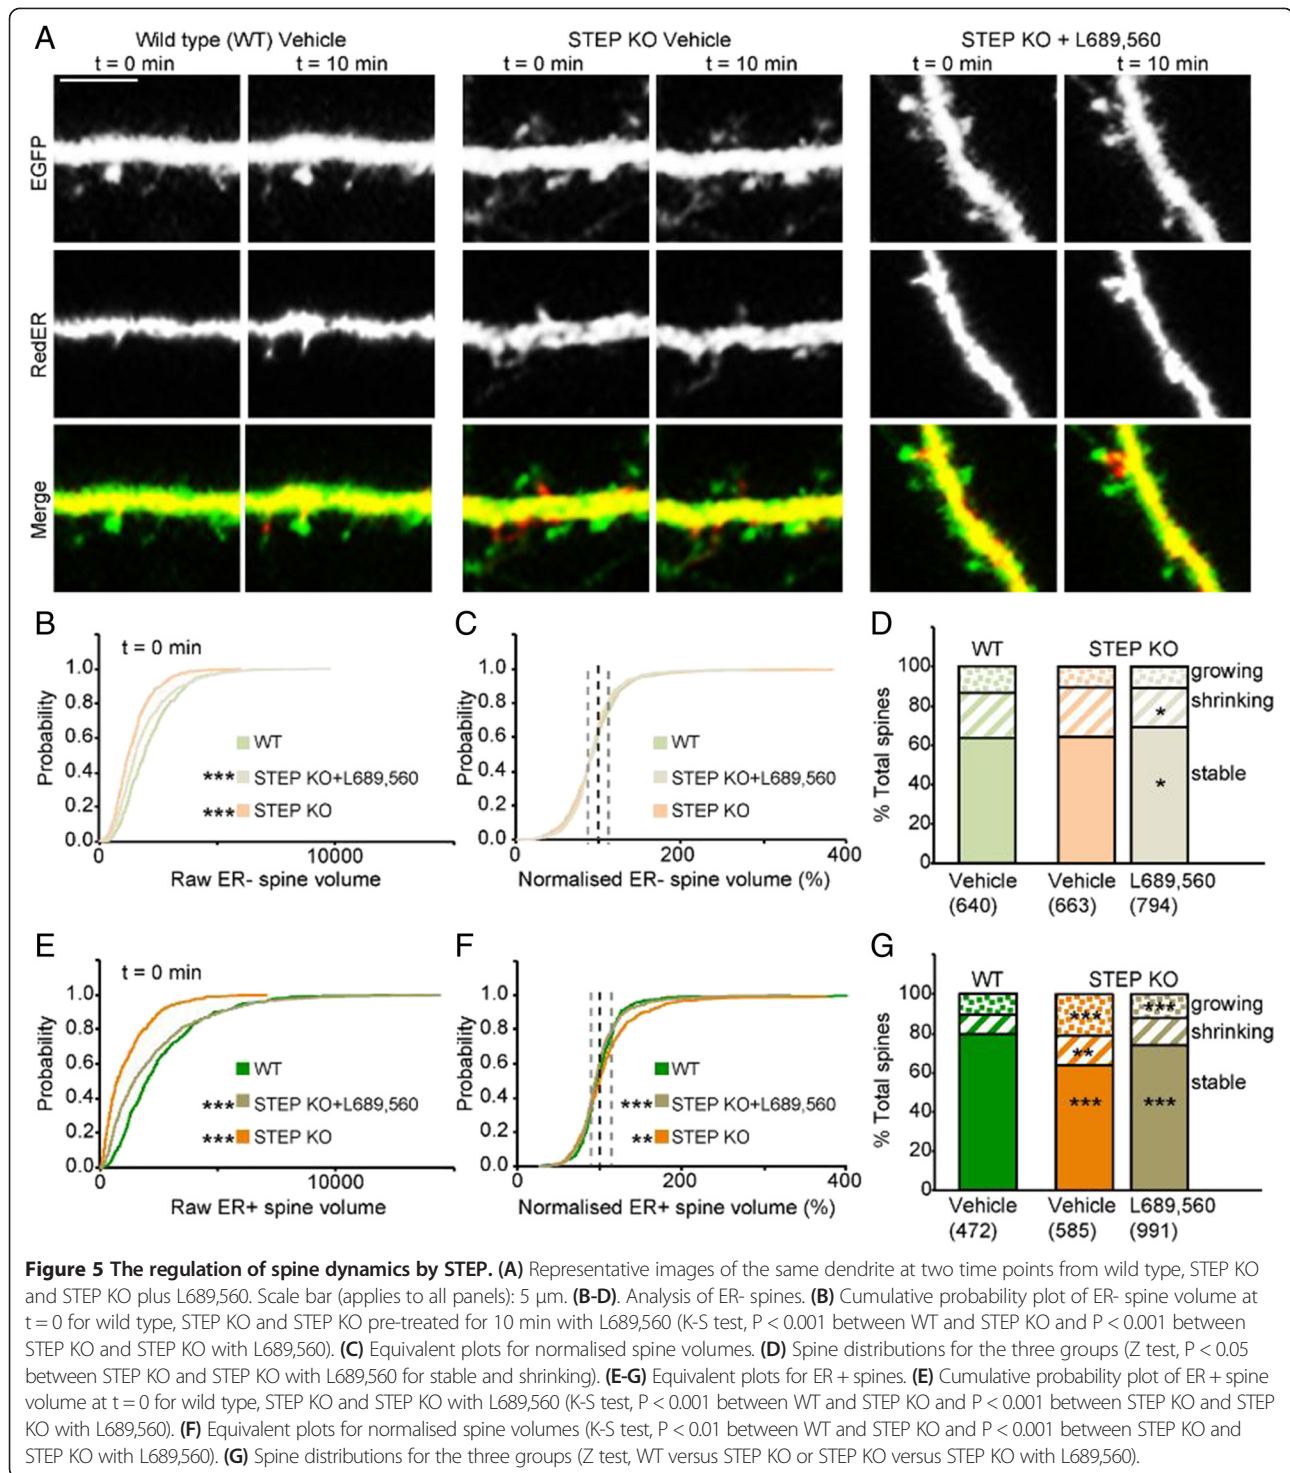 A
Wild type (WT) Vehicle
STEP KO Vehicle
STEP KO + L689,560
t = 0 min
t = 10 min
t = 0 min
t = 10 min
t = 0 min
t = 10 min
EGFP
RedER
Merge
B
t = 0 min
Probability
1.0
0.8
0.6
0.4
0.2
0.0
WT
*** STEP KO+L689,560
*** STEP KO
0
10000
Raw ER- spine volume
C
Probability
1.0
0.8
0.6
0.4
0.2
0.0
WT
STEP KO+L689,560
STEP KO
0
200
400
Normalised ER- spine volume (%)
D
WT
STEP KO
% Total spines
100
80
60
40
20
0
growing
shrinking
stable
*
*
Vehicle
(640)
Vehicle
(663)
L689,560
(794)
E
t = 0 min
Probability
1.0
0.8
0.6
0.4
0.2
0.0
WT
*** STEP KO+L689,560
*** STEP KO
0
10000
Raw ER+ spine volume
F
Probability
1.0
0.8
0.6
0.4
0.2
0.0
WT
*** STEP KO+L689,560
** STEP KO
0
200
400
Normalised ER+ spine volume (%)
G
WT
STEP KO
% Total spines
100
80
60
40
20
0
growing
shrinking
stable
***
**
***
***
***
Vehicle
(472)
Vehicle
(585)
L689,560
(991)
Figure 5 The regulation of spine dynamics by STEP. (A) Representative images of the same dendrite at two time points from wild type, STEP KO
and STEP KO plus L689,560. Scale bar (applies to all panels): 5 μm. (B-D). Analysis of ER- spines. (B) Cumulative probability plot of ER- spine volume at
t = 0 for wild type, STEP KO and STEP KO pre-treated for 10 min with L689,560 (K-S test, P < 0.001 between WT and STEP KO and P < 0.001 between
STEP KO and STEP KO with L689,560). (C) Equivalent plots for normalised spine volumes. (D) Spine distributions for the three groups (Z test, P < 0.05
between STEP KO and STEP KO with L689,560 for stable and shrinking). (E-G) Equivalent plots for ER + spines. (E) Cumulative probability plot of ER + spine
volume at t = 0 for wild type, STEP KO and STEP KO with L689,560 (K-S test, P < 0.001 between WT and STEP KO and P < 0.001 between STEP KO and STEP
KO with L689,560). (F) Equivalent plots for normalised spine volumes (K-S test, P < 0.01 between WT and STEP KO and P < 0.001 between STEP KO and
STEP KO with L689,560). (G) Spine distributions for the three groups (Z test, WT versus STEP KO or STEP KO versus STEP KO with L689,560).